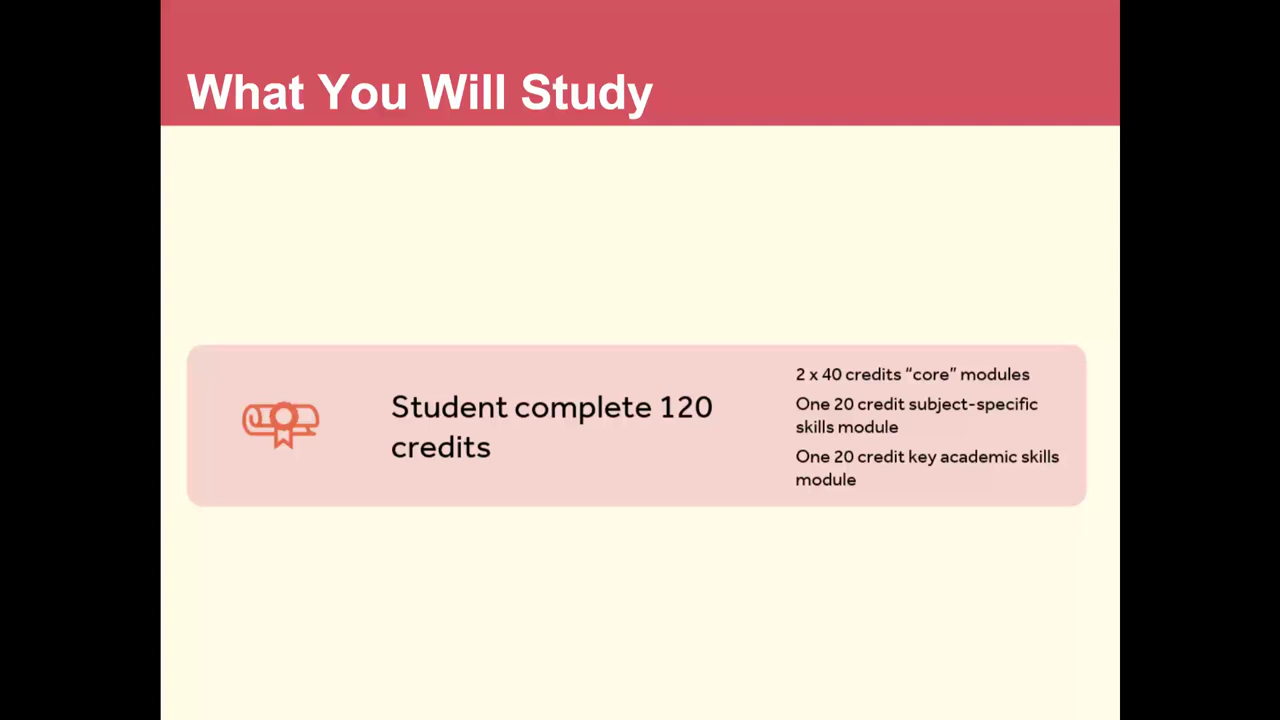 What You Will Study
Student complete 120
credits
2 x 40 credits “core” modules
One 20 credit subject-specific
skills module
One 20 credit key academic skills
module